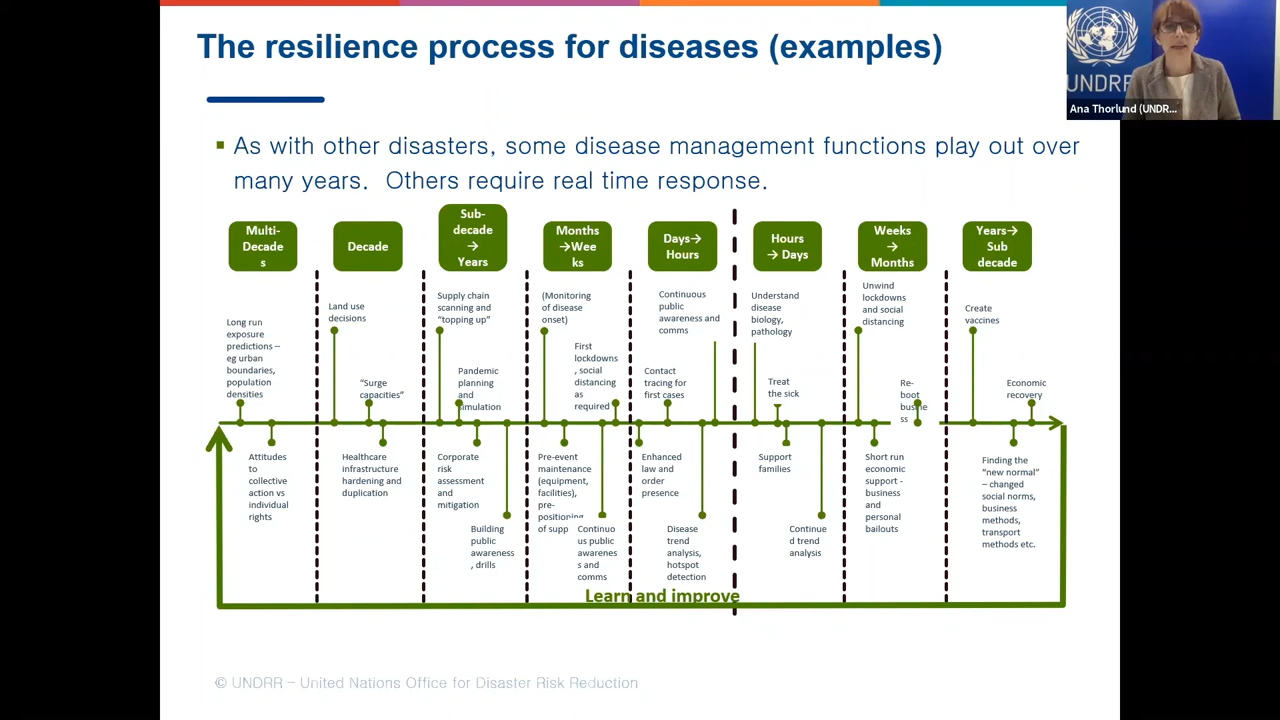 The resilience process for diseases (examples)
UNDRR
Ana Thorlund (UNDR...
As with other disasters, some disease management functions play out over
many years. Others require real time response.
Multi-
Decade
s
Decade
Sub-
decade
→
Years
Months
→Wee
ks
Days→
Hours
Hours
→ Days
Weeks
→
Months
Years→
Sub
decade
Long run
exposure
predictions –
eg urban
boundaries,
population
densities
Land use
decisions
"Surge
capacities"
Supply chain
scanning and
"topping up"
Pandemic
planning
and
simulation
(Monitoring
of disease
onset)
First
lockdowns
, social
distancing
as
required
Continuous
public
awareness and
comms
Contact
tracing for
first cases
Understand
disease
biology,
pathology
Treat
the sick
Unwind
lockdowns
and social
distancing
Re-
boot
busine
ss
Create
vaccines
Economic
recovery
Attitudes
to
collective
action vs
individual
rights
Healthcare
infrastructure
hardening and
duplication
Corporate
risk
assessment
and
mitigation
Building
public
awareness
, drills
Pre-event
maintenance
(equipment,
facilities),
pre-
positioning
of supp
Continuo
us public
awarenes
s and
comms
Enhanced
law and
order
presence
Disease
trend
analysis,
hotspot
detection
Support
families
Continue
d trend
analysis
Short run
economic
support -
business
and
personal
bailouts
Finding the
"new normal"
– changed
social norms,
business
methods,
transport
methods etc.
Learn and improve
© UNDRR – United Nations Office for Disaster Risk Reduction